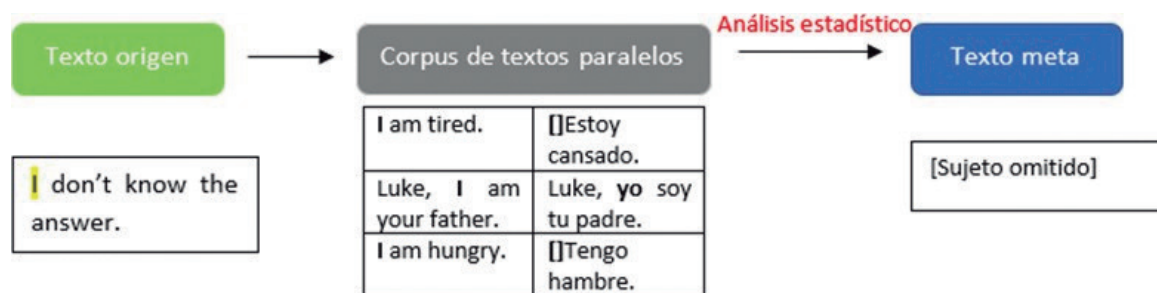 Texto origen
Corpus de textos paralelos
Análisis estadístico
Texto meta
I don't know the
answer.
I am tired.
[]Estoy
cansado.
Luke, I am
your father.
Luke, yo soy
tu padre.
I am hungry.
[]Tengo
hambre.
[Sujeto omitido]